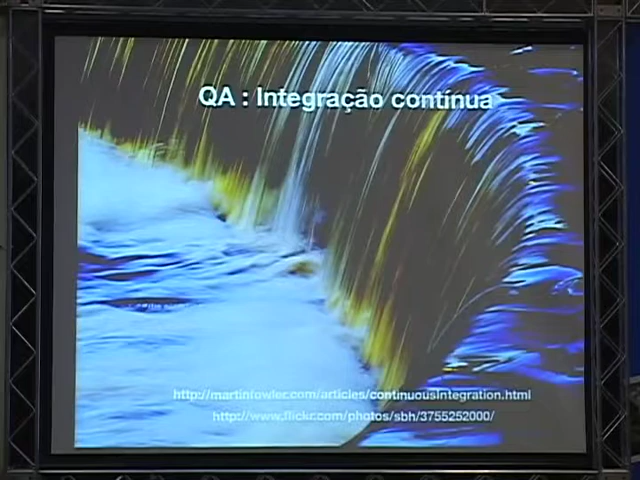 QA : Integração contínua
http://martinfowler.com/articles/continuousIntegration.html
http://www.flickr.com/photos/sbh/3755252000/